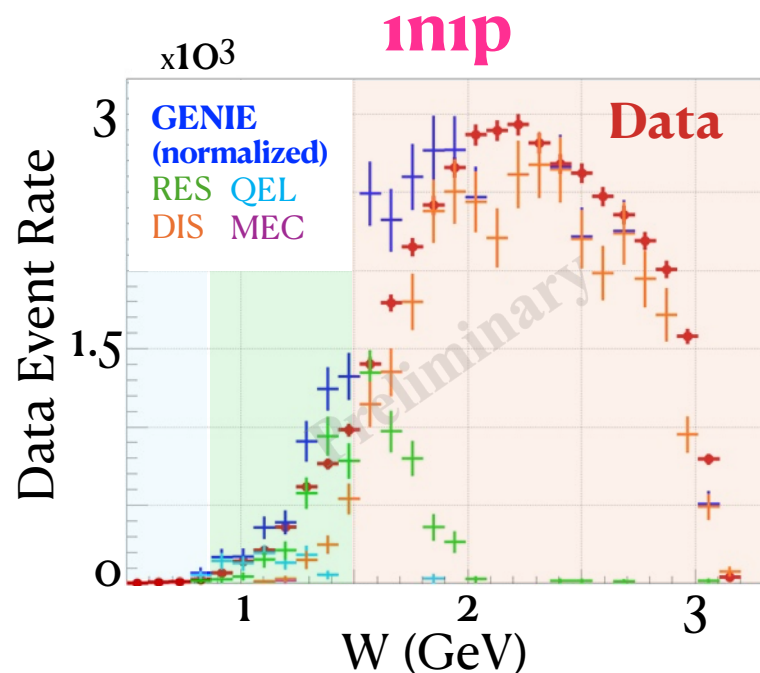 1n1p
x103
3
GENIE
(normalized)
RES QEL
DIS MEC
Data
Data Event Rate
1.5
Preliminary
0
1 2 3
W (GeV)